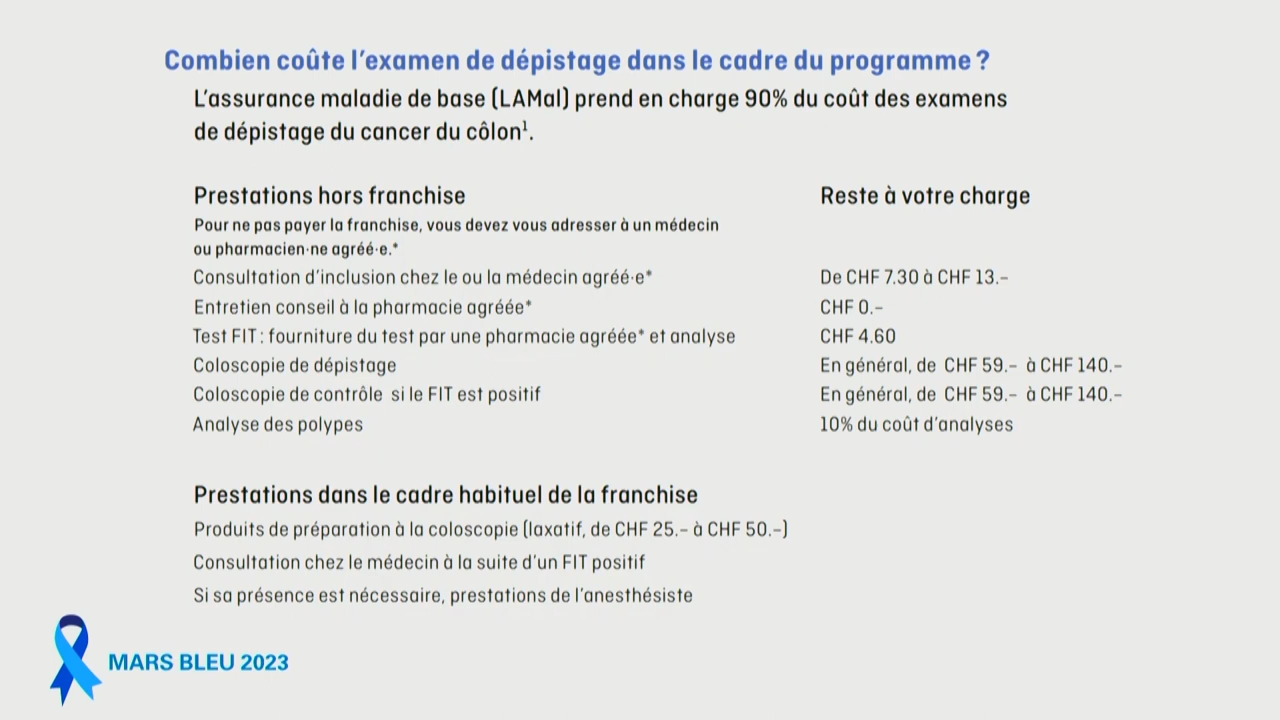 Combien coûte l'examen de dépistage dans le cadre du programme ?
L'assurance maladie de base (LAMal) prend en charge 90% du coût des examens
de dépistage du cancer du côlon¹.
Prestations hors franchise
Reste à votre charge
Pour ne pas payer la franchise, vous devez vous adresser à un médecin
ou pharmacien·ne agréé·e.*
Consultation d'inclusion chez le ou la médecin agréé·e* De CHF 7.30 à CHF 13.–
Entretien conseil à la pharmacie agréée* CHF 0.–
Test FIT : fourniture du test par une pharmacie agréée* et analyse CHF 4.60
Coloscopie de dépistage En général, de CHF 59.– à CHF 140.–
Coloscopie de contrôle si le FIT est positif En général, de CHF 59.– à CHF 140.–
Analyse des polypes 10% du coût d'analyses
Prestations dans le cadre habituel de la franchise
Produits de préparation à la coloscopie (laxatif, de CHF 25.– à CHF 50.–)
Consultation chez le médecin à la suite d'un FIT positif
Si sa présence est nécessaire, prestations de l'anesthésiste
MARS BLEU 2023